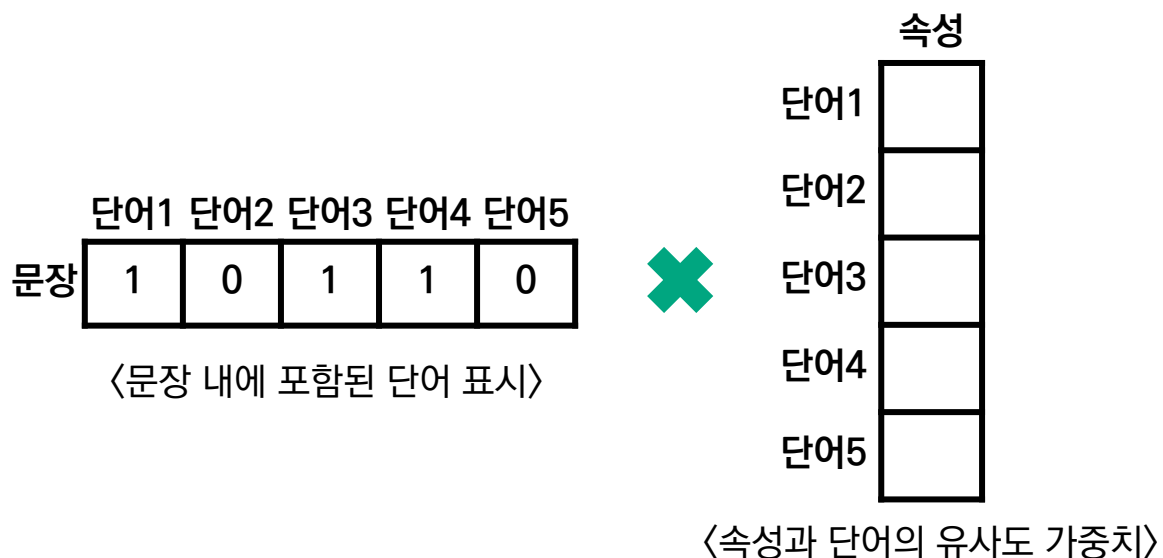 속성
단어1
단어2
단어3
단어4
단어5
단어1 단어2 단어3 단어4 단어5
문장 1 0 1 1 0
〈문장 내에 포함된 단어 표시〉
〈속성과 단어의 유사도 가중치〉